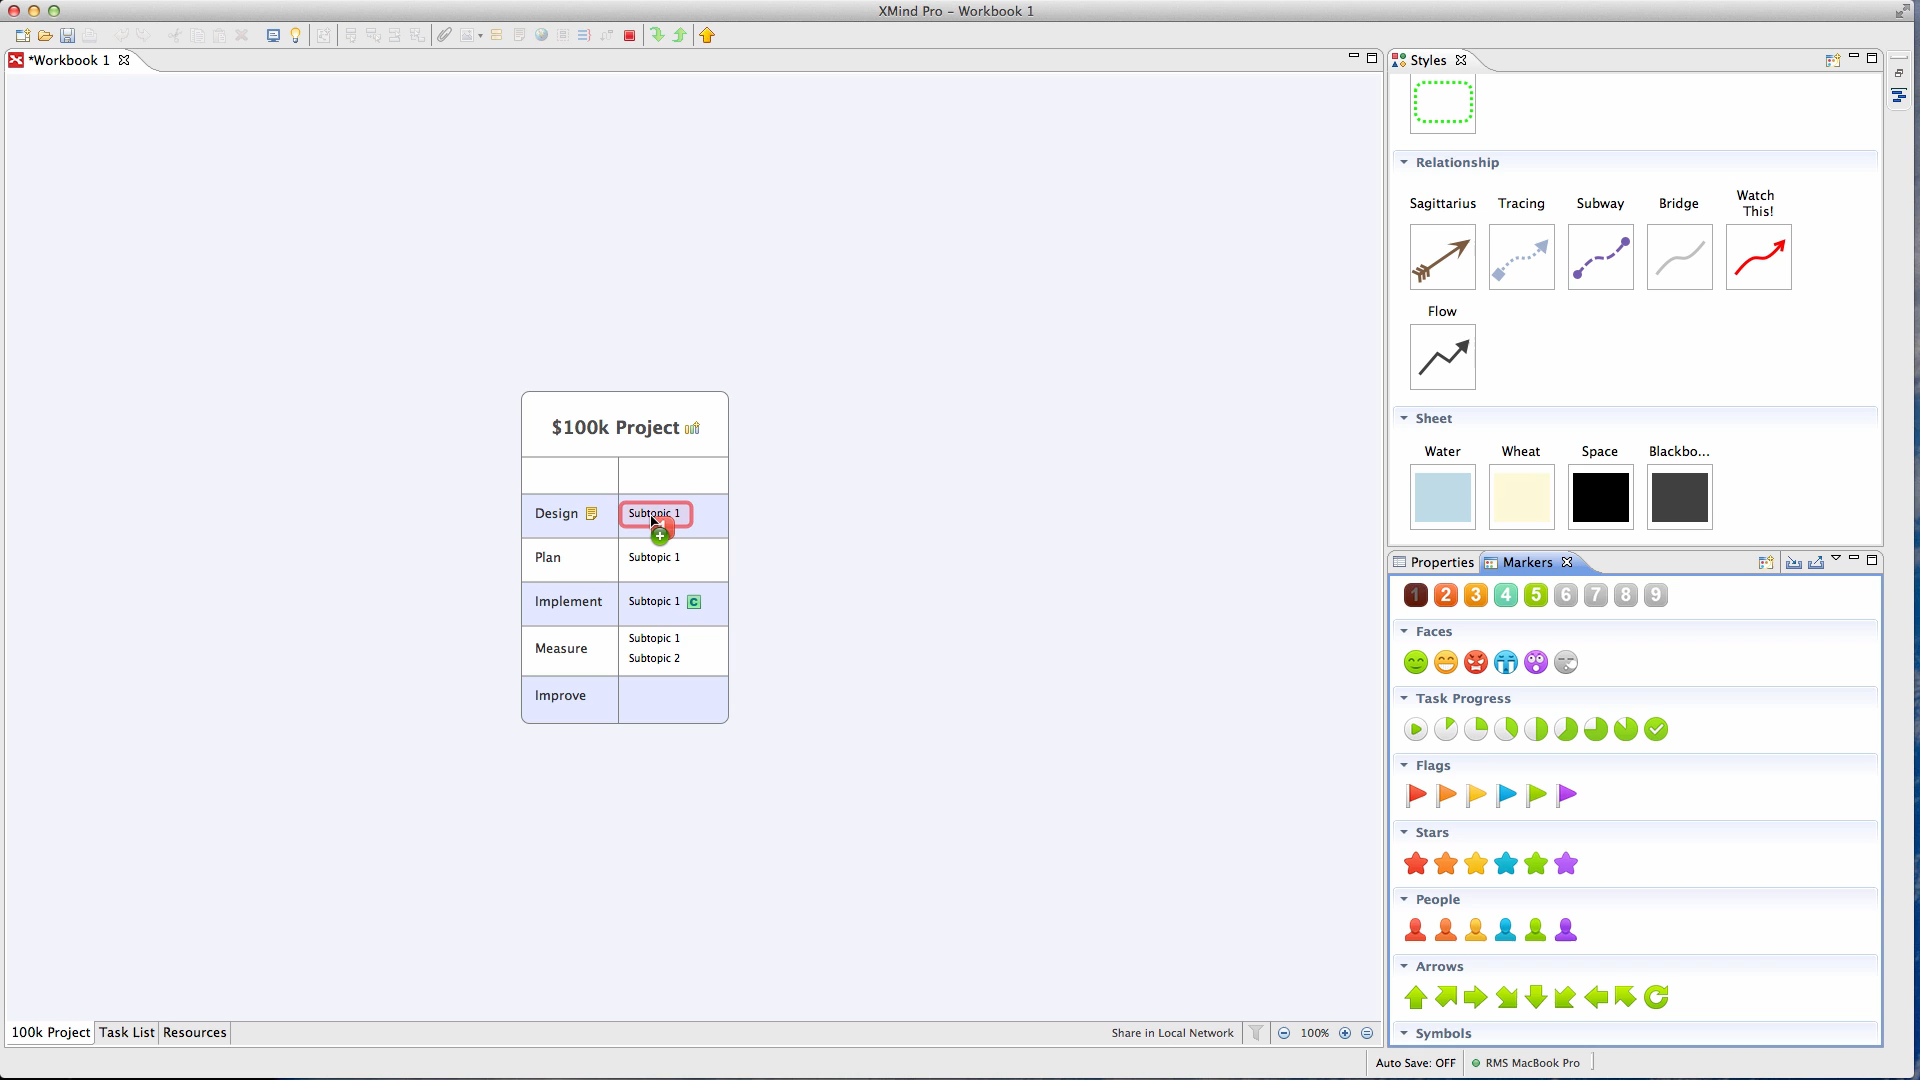 XMind Pro – Workbook 1
*Workbook 1
Styles
Relationship
Sagittarius Tracing Subway Bridge Watch This!
Flow
Sheet
Water Wheat Space Blackbo...
$100k Project
Design Subtopic 1
Plan Subtopic 1
Implement Subtopic 1 C
Measure Subtopic 1
Subtopic 2
Improve
Properties Markers
1 2 3 4 5 6 7 8 9
Faces
Task Progress
Flags
Stars
People
Arrows
Symbols
100k Project Task List Resources
Share in Local Network 100%
Auto Save: OFF RMS MacBook Pro